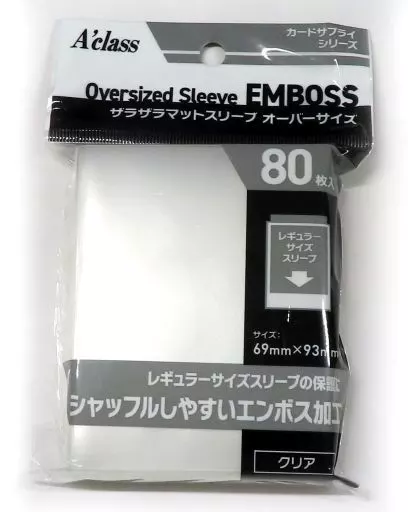 A'class
カードサプライ
シリーズ
Oversized Sleeve EMBOSS
ザラザラマットスリーブ オーバーサイズ
80枚入
レギュラー
サイズ
スリーブ
サイズ:
69mm×93mm
レギュラーサイズスリーブの保護に
シャッフルしやすいエンボス加工
クリア